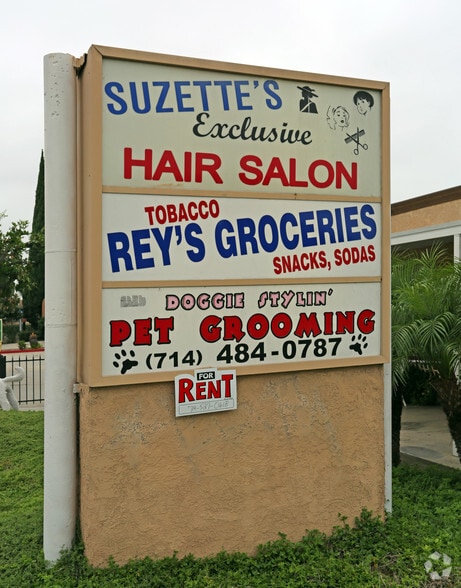 SUZETTE'S
Exclusive
HAIR SALON
TOBACCO
REY'S GROCERIES
SNACKS, SODAS
DOGGIE STYLIN'
PET GROOMING
(714) 484-0787
FOR
RENT